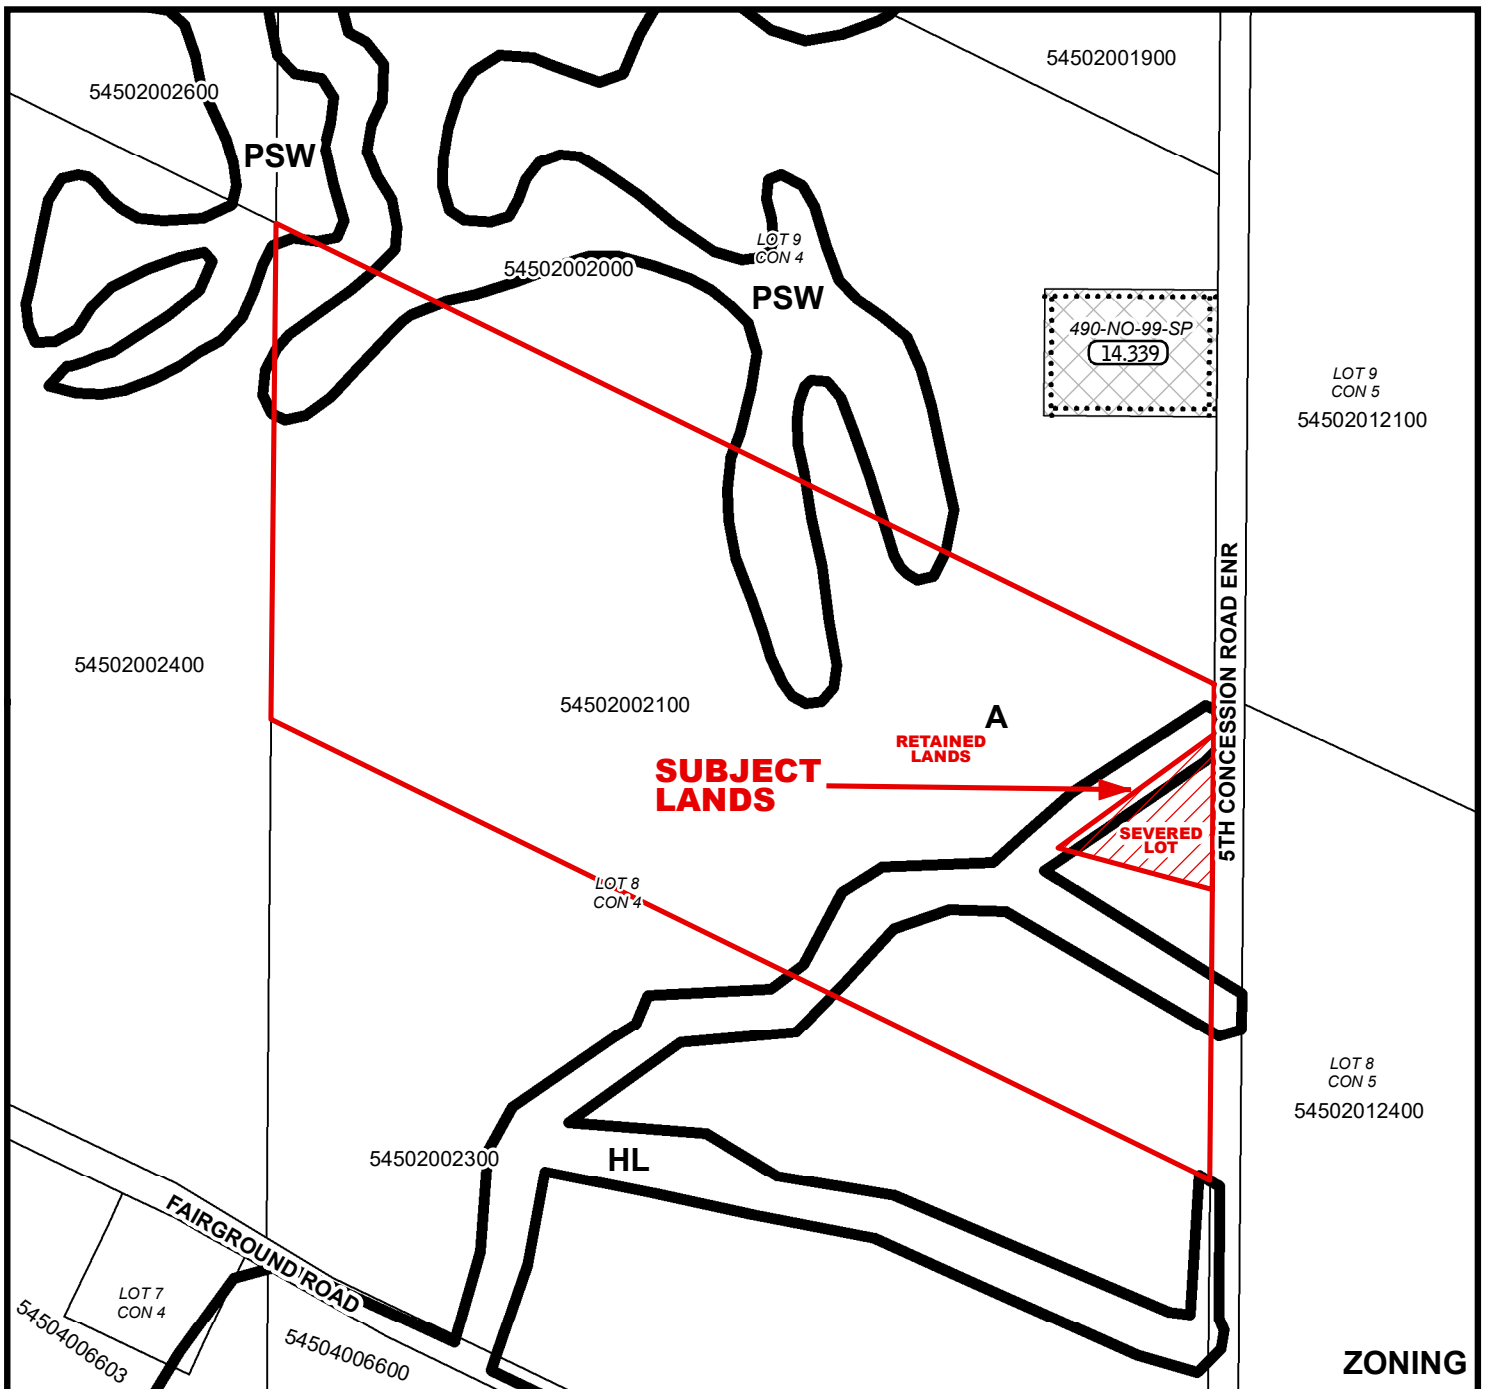 54502001900
54502002600
PSW
LOT 9
CON 4
54502002000
PSW
490-NO-99-SP
14.339
LOT 9
CON 5
54502012100
5TH CONCESSION ROAD ENR
54502002400
54502002100
A
RETAINED
LANDS
SUBJECT
LANDS
SEVERED
LOT
LOT 8
CON 4
LOT 8
CON 5
54502012400
54502002300
HL
FAIRGROUND ROAD
LOT 7
CON 4
54504006603
54504006600
ZONING